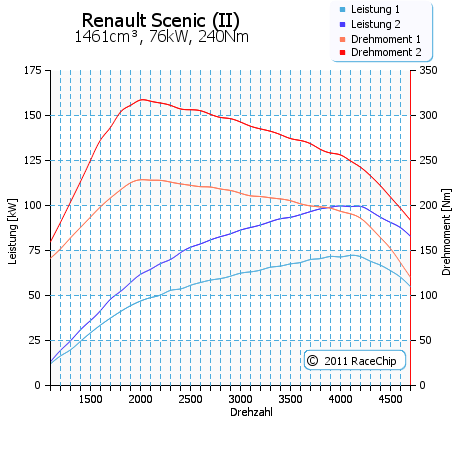 Renault Scenic (II)
1461cm³, 76kW, 240Nm
Leistung 1
Leistung 2
Drehmoment 1
Drehmoment 2
175
150
125
100
75
50
25
0
Leistung [kW]
350
300
250
200
150
100
50
0
Drehmoment [Nm]
1500
2000
2500
3000
3500
4000
4500
Drehzahl
© 2011 RaceChip